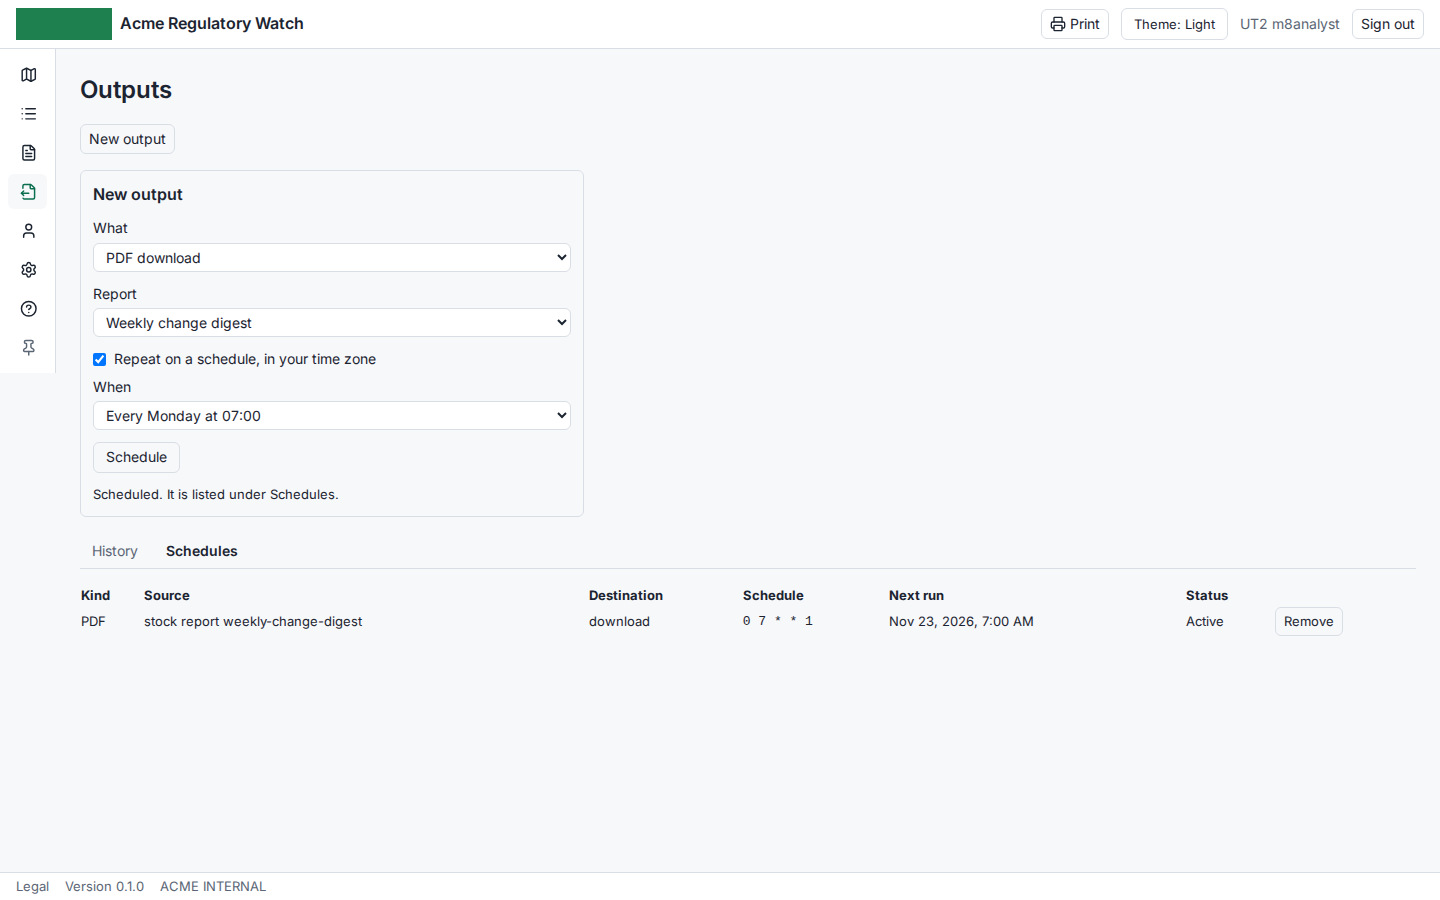 Acme Regulatory Watch
Print
Theme: Light
UT2 m8analyst
Sign out
Outputs
New output
New output
What
PDF download
Report
Weekly change digest
Repeat on a schedule, in your time zone
When
Every Monday at 07:00
Schedule
Scheduled. It is listed under Schedules.
History Schedules
Kind Source Destination Schedule Next run Status
PDF stock report weekly-change-digest download 0 7 * * 1 Nov 23, 2026, 7:00 AM Active Remove
Legal Version 0.1.0 ACME INTERNAL